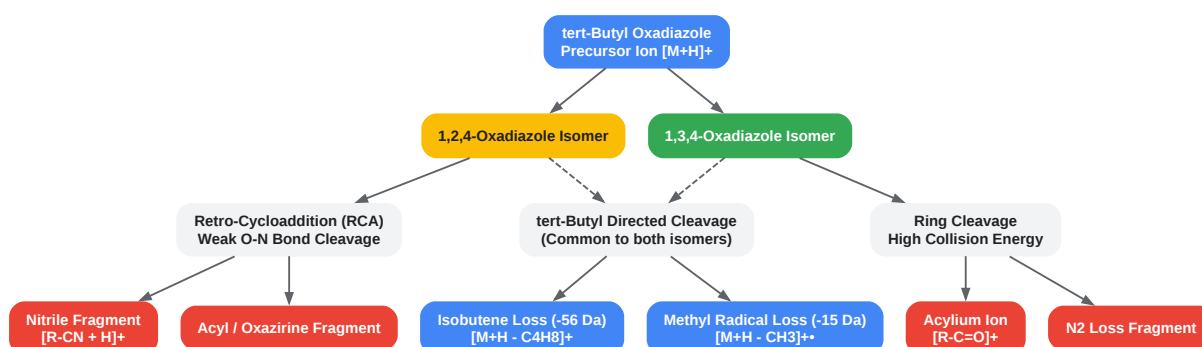 tert-Butyl Oxadiazole
Precursor Ion [M+H]+
1,2,4-Oxadiazole Isomer
1,3,4-Oxadiazole Isomer
Retro-Cycloaddition (RCA)
Weak O-N Bond Cleavage
tert-Butyl Directed Cleavage
(Common to both isomers)
Ring Cleavage
High Collision Energy
Nitrile Fragment
[R-CN + H]+
Acyl / Oxazirine Fragment
Isobutene Loss (-56 Da)
[M+H - C4H8]+
Methyl Radical Loss (-15 Da)
[M+H - CH3]+•
Acylium Ion
[R-C=O]+
N2 Loss Fragment